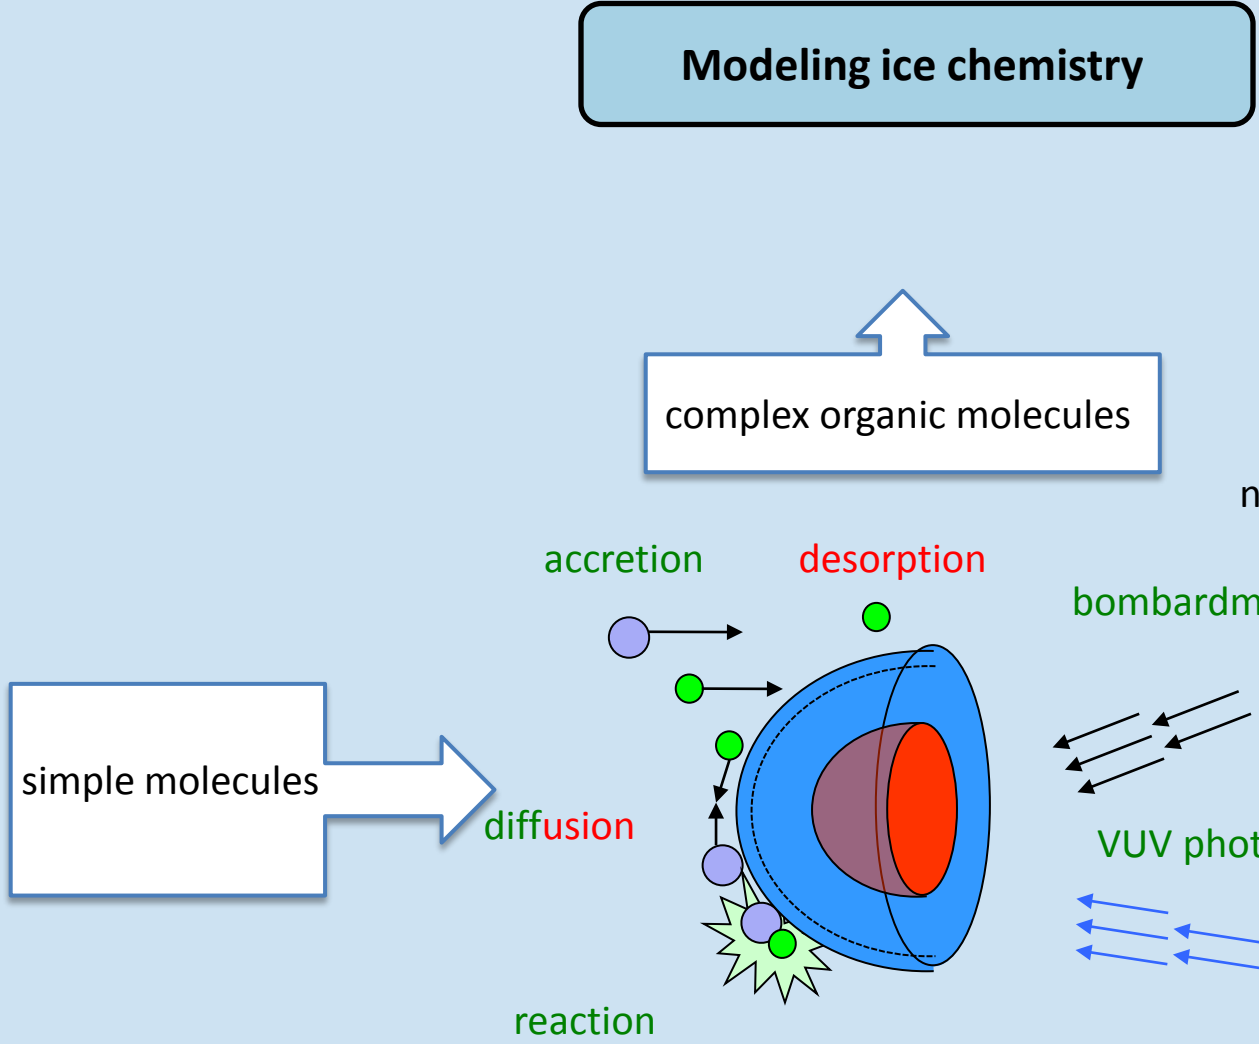 Modeling ice chemistry
complex organic molecules
accretion
desorption
simple molecules
diffusion
reaction